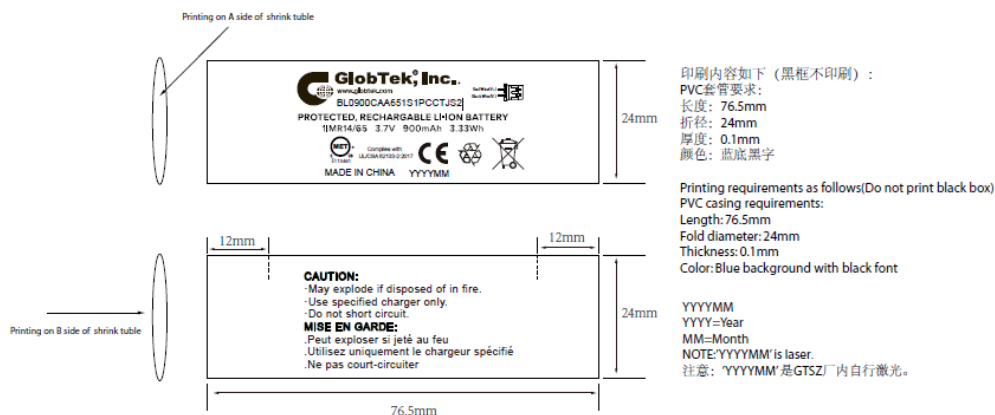 Printing on A side of shrink tuble
GlobTek, Inc.
www.globtek.com
BL0900CAA651S1PCCTJS2
PROTECTED, RECHARGABLE LI-ION BATTERY
1IMR14/65 3.7V 900mAh 3.33Wh
MET
Complies with
UL/CSA 62133-2:2017
E113861
CE
MADE IN CHINA YYYYMM
24mm
印刷内容如下（黑框不印刷）：
PVC套管要求：
长度：76.5mm
折径：24mm
厚度：0.1mm
颜色：蓝底黑字
Printing requirements as follows(Do not print black box)
PVC casing requirements:
Length:76.5mm
Fold diameter:24mm
Thickness:0.1mm
Color:Blue background with black font
YYYYMM
YYYY=Year
MM=Month
NOTE:'YYYYMM' is laser.
注意：'YYYYMM'是GTSZ厂内自行激光。
Printing on B side of shrink tuble
12mm
12mm
CAUTION:
·May explode if disposed of in fire.
·Use specified charger only.
·Do not short circuit.
MISE EN GARDE:
.Peut exploser si jeté au feu
.Utilisez uniquement le chargeur spécifié
.Ne pas court-circuiter
24mm
76.5mm